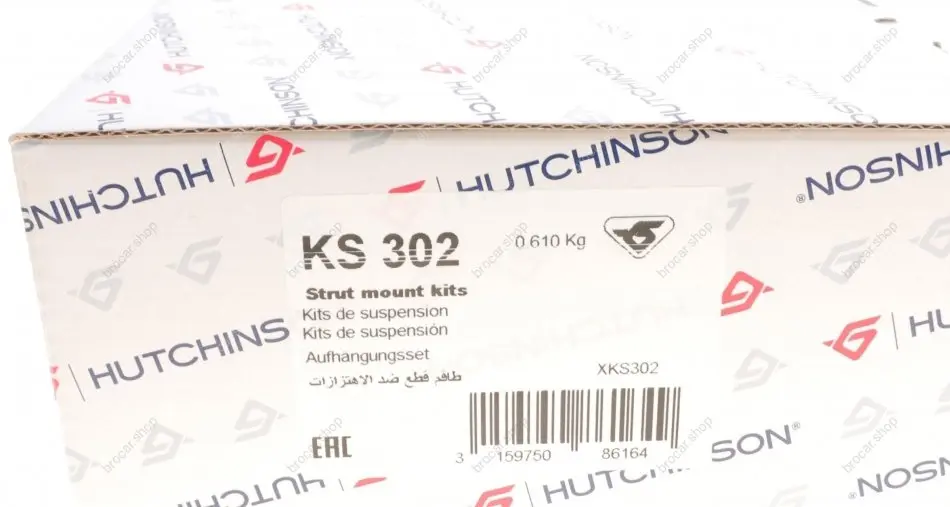 HUTCHINSON
HUTCHINSON
HUTCHINSON®
KS 302
0 610 Kg
Strut mount kits
Kits de suspension
Kits de suspensión
Aufhangungsset
طاقم قطع ضد الاهتزازات
XKS302
HUTCHINSON
EAC
3 159750 86164
HUTCHINSON®
brocar.shop